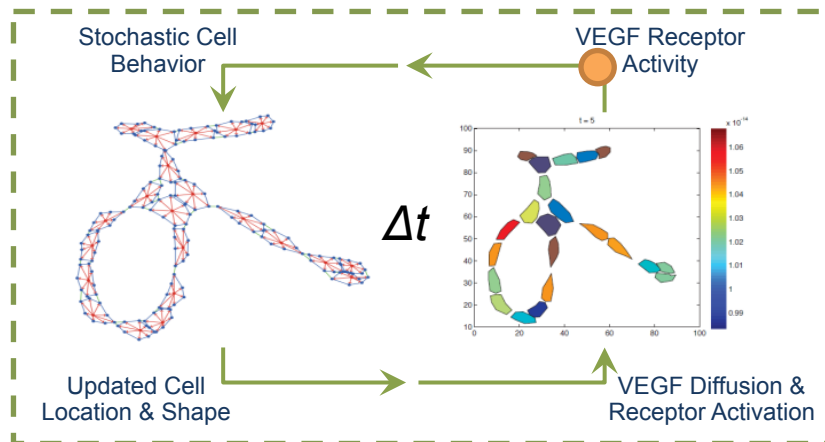 Stochastic Cell
Behavior
VEGF Receptor
Activity
t = 5
x 10⁻¹⁴
100
90
80
70
60
50
40
30
20
10
0
20
40
60
80
100
1.06
1.05
1.04
1.03
1.02
1.01
1
0.99
Δt
Updated Cell
Location & Shape
VEGF Diffusion &
Receptor Activation